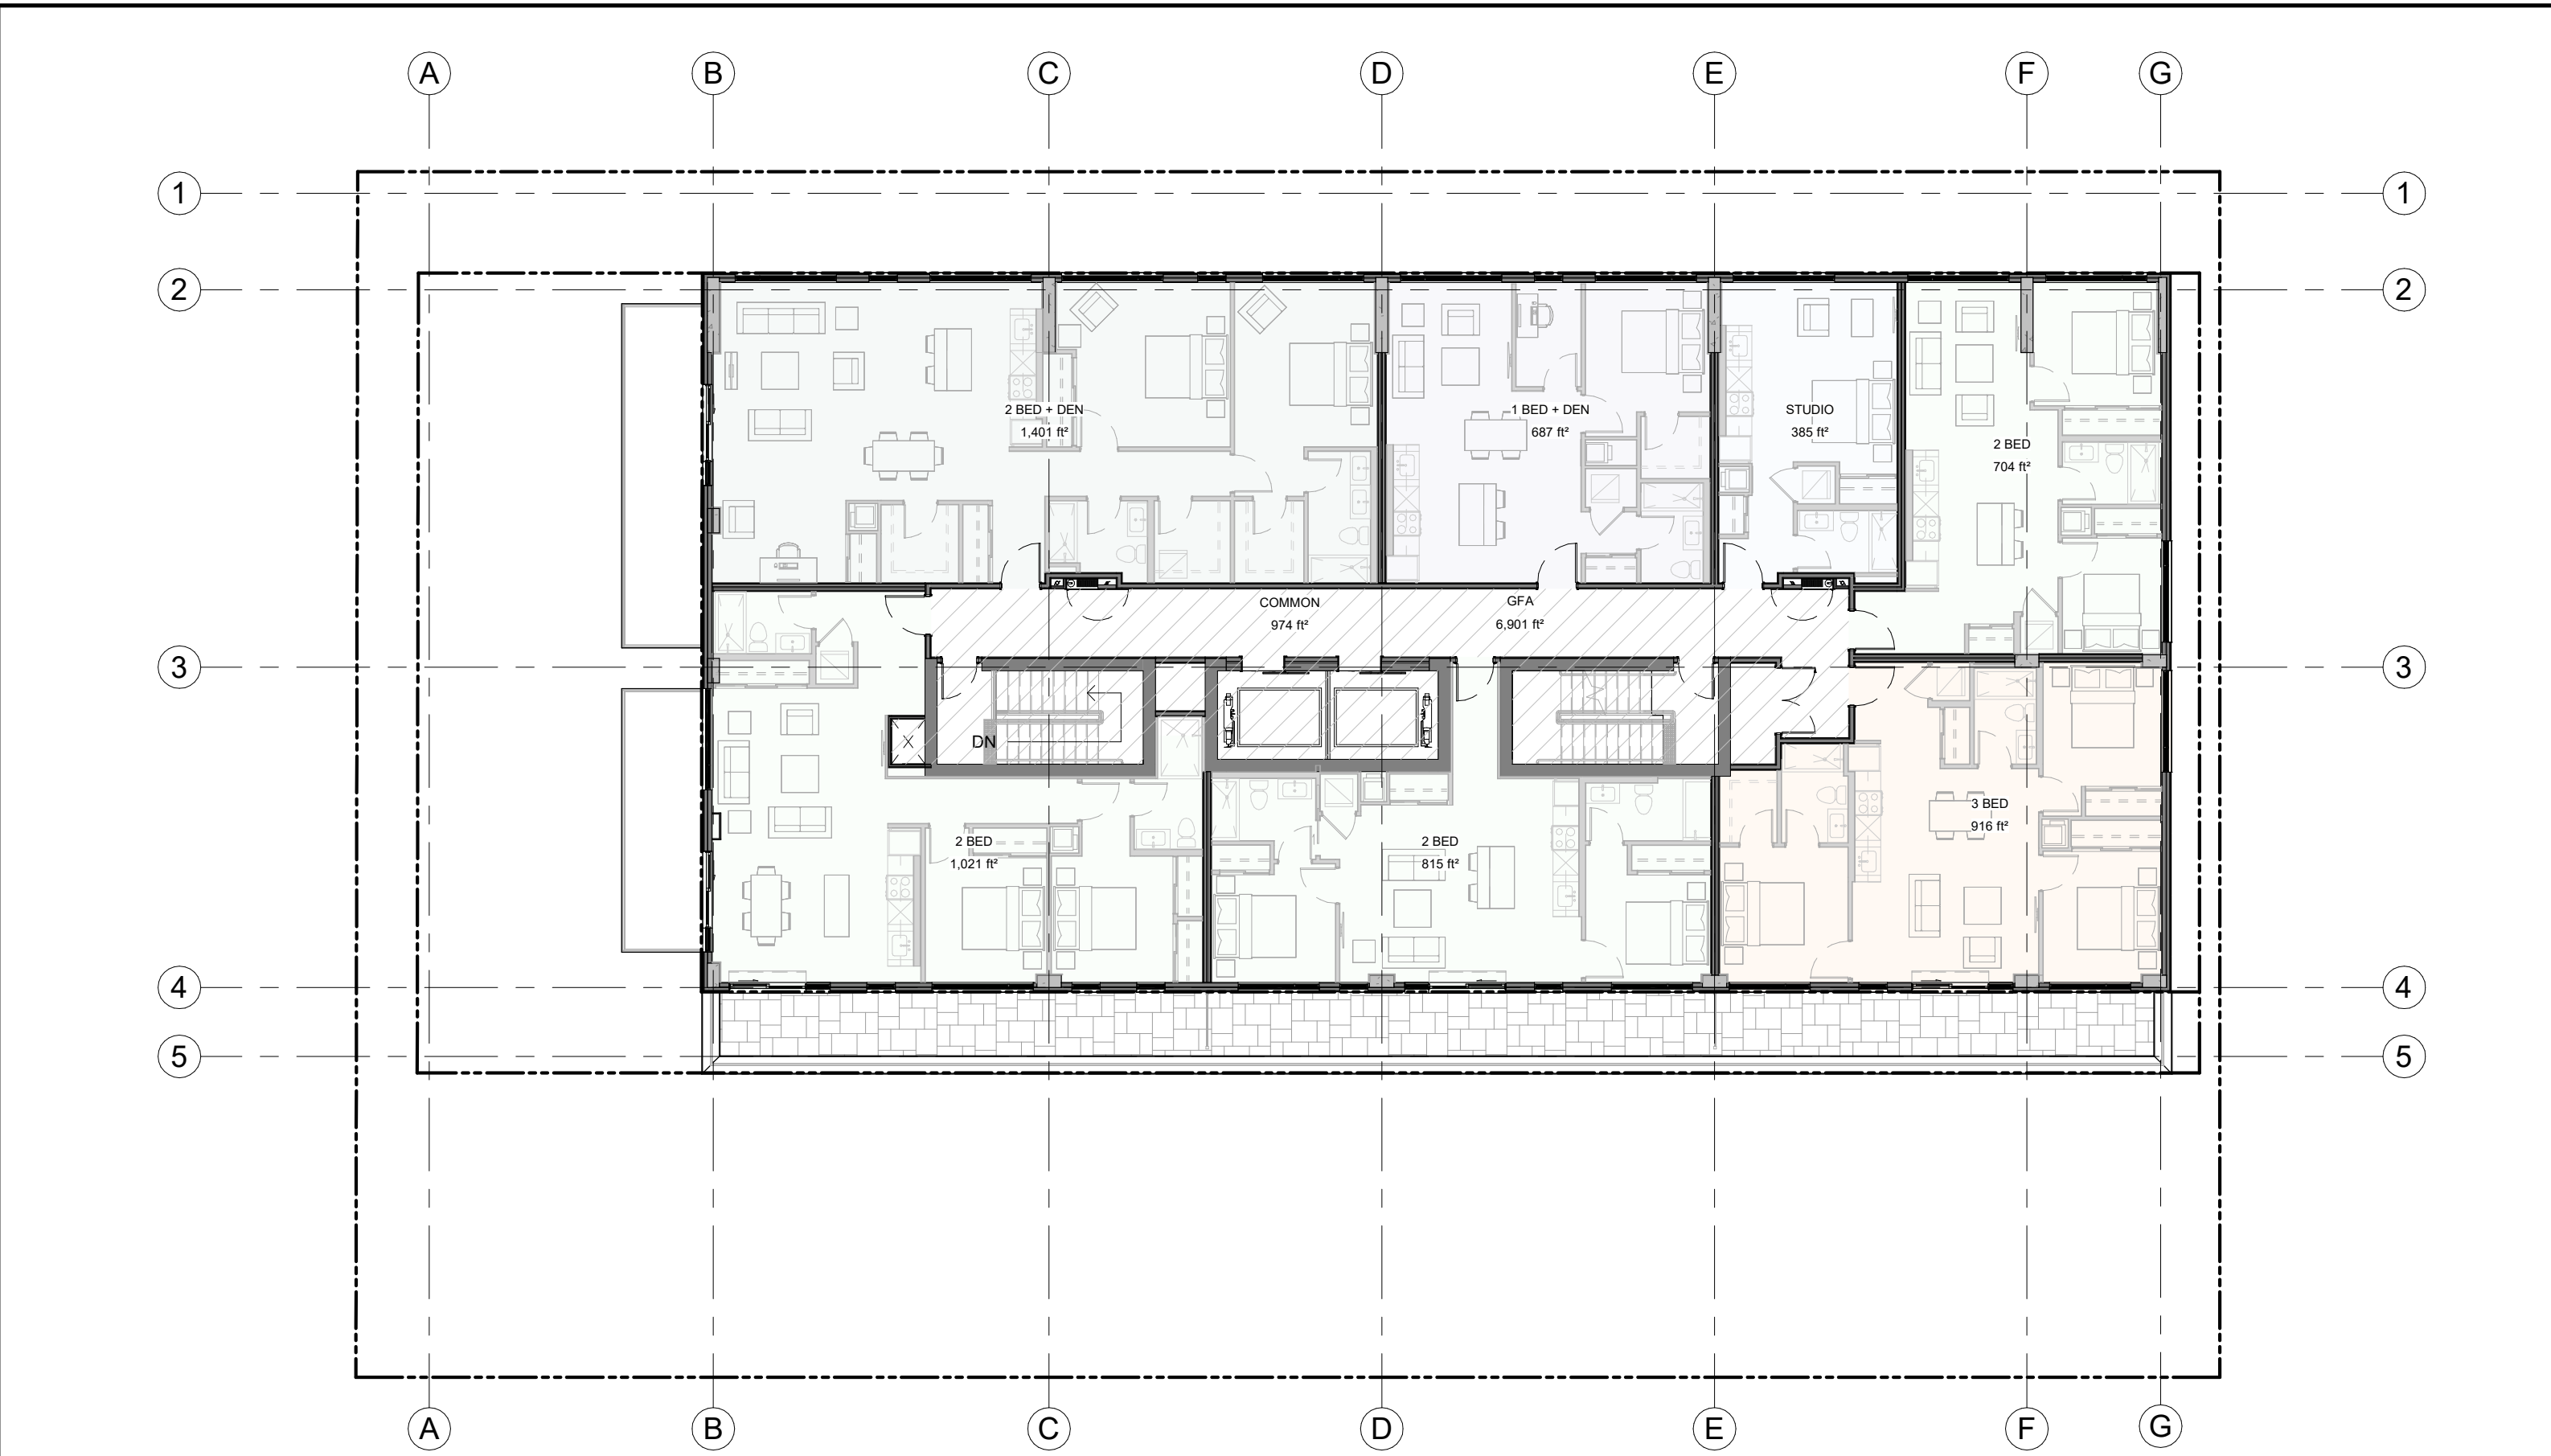 A B C D E F G
1 1
2 2
2 BED + DEN
1,401 ft²
1 BED + DEN
687 ft²
STUDIO
385 ft²
2 BED
704 ft²
COMMON
974 ft²
GFA
6,901 ft²
3 3
X
DN
2 BED
1,021 ft²
2 BED
815 ft²
3 BED
916 ft²
4 4
5 5
A B C D E F G